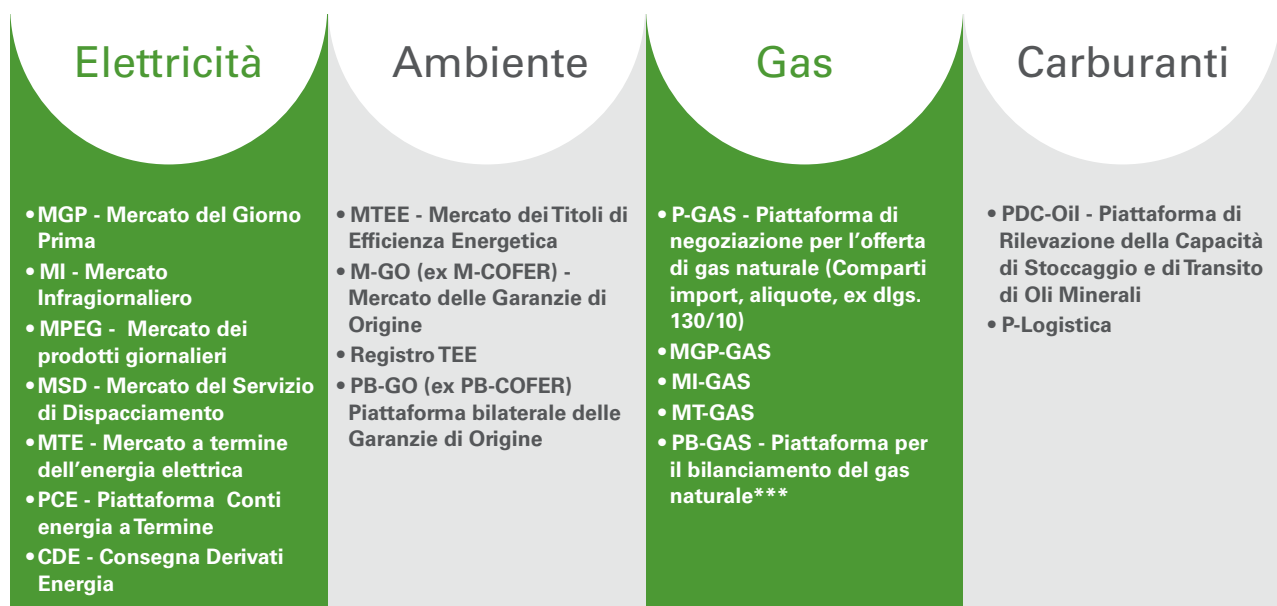 Elettricità
• MGP - Mercato del Giorno
Prima
• MI - Mercato
Infragiornaliero
• MPEG - Mercato dei
prodotti giornalieri
• MSD - Mercato del Servizio
di Dispacciamento
• MTE - Mercato a termine
dell'energia elettrica
• PCE - Piattaforma Conti
energia a Termine
• CDE - Consegna Derivati
Energia
Ambiente
• MTEE - Mercato dei Titoli di
Efficienza Energetica
• M-GO (ex M-COFER) -
Mercato delle Garanzie di
Origine
• Registro TEE
• PB-GO (ex PB-COFER)
Piattaforma bilaterale delle
Garanzie di Origine
Gas
• P-GAS - Piattaforma di
negoziazione per l'offerta
di gas naturale (Comparti
import, aliquote, ex dlgs.
130/10)
• MGP-GAS
• MI-GAS
• MT-GAS
• PB-GAS - Piattaforma per
il bilanciamento del gas
naturale***
Carburanti
• PDC-Oil - Piattaforma di
Rilevazione della Capacità
di Stoccaggio e di Transito
di Oli Minerali
• P-Logistica